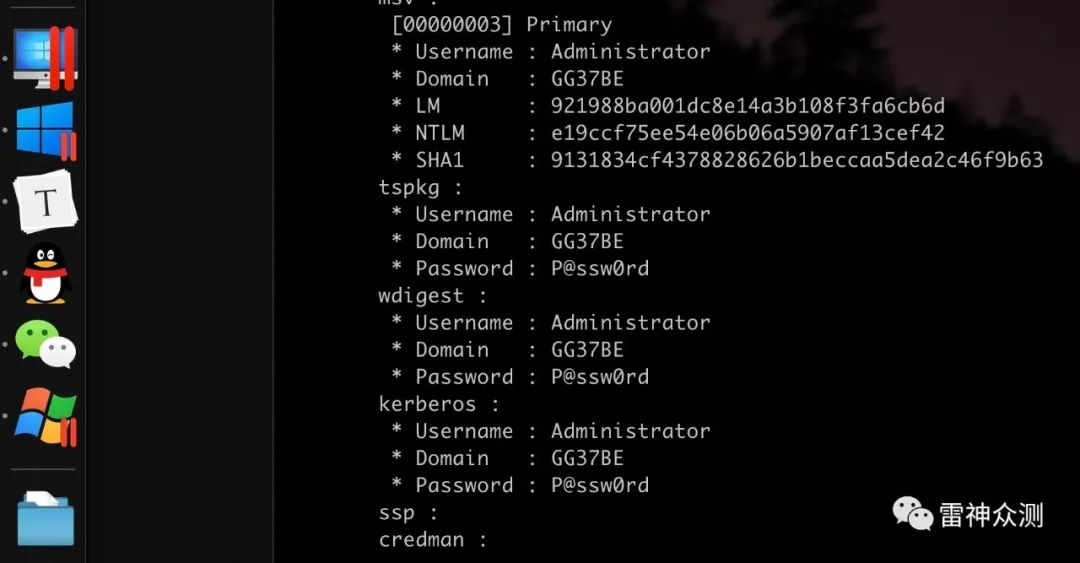 msv :
[00000003] Primary
* Username : Administrator
* Domain : GG37BE
* LM : 921988ba001dc8e14a3b108f3fa6cb6d
* NTLM : e19ccf75ee54e06b06a5907af13cef42
* SHA1 : 9131834cf4378828626b1beccaa5dea2c46f9b63
tspkg :
* Username : Administrator
* Domain : GG37BE
* Password : P@ssw0rd
wdigest :
* Username : Administrator
* Domain : GG37BE
* Password : P@ssw0rd
kerberos :
* Username : Administrator
* Domain : GG37BE
* Password : P@ssw0rd
ssp :
credman :
T
雷神众测